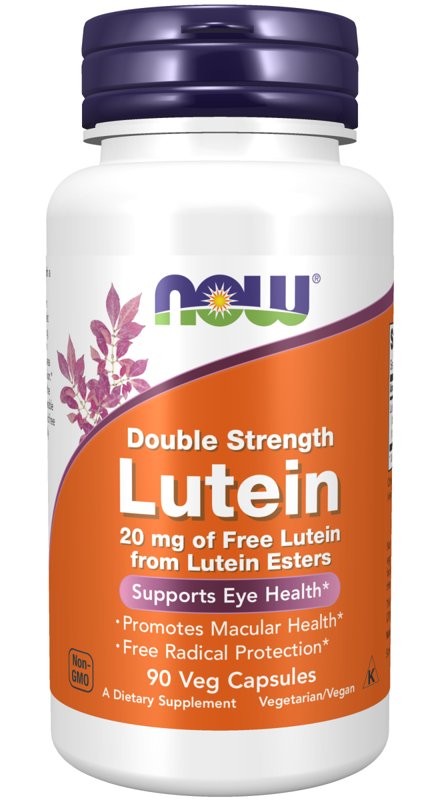 now®
Double Strength
Lutein
20 mg of Free Lutein
from Lutein Esters
Supports Eye Health*
•Promotes Macular Health*
•Free Radical Protection*
90 Veg Capsules
Non-
GMO
A Dietary Supplement
Vegetarian/Vegan
K